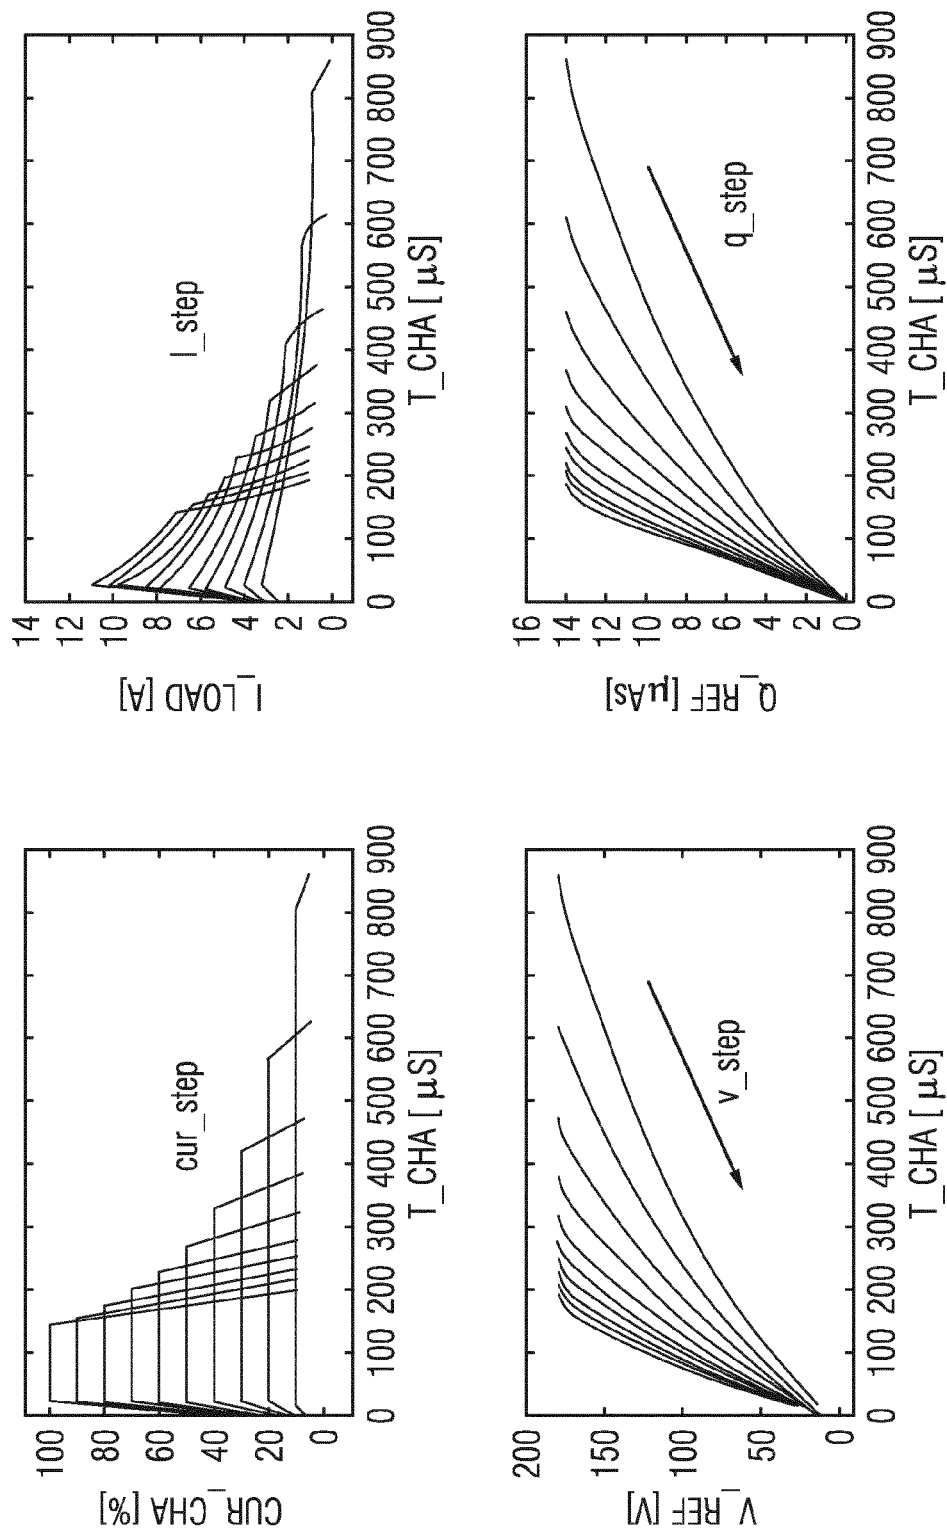 CUR_CHA [%]
100
80
60
40
20
0
cur_step
0 100 200 300 400 500 600 700 800 900
T_CHA [ µS]
I_LOAD [A]
14
12
10
8
6
4
2
0
I_step
0 100 200 300 400 500 600 700 800 900
T_CHA [ µS]
V_REF [V]
200
150
100
50
0
v_step
0 100 200 300 400 500 600 700 800 900
T_CHA [ µS]
Q_REF [µAs]
16
14
12
10
8
6
4
2
0
q_step
0 100 200 300 400 500 600 700 800 900
T_CHA [ µS]